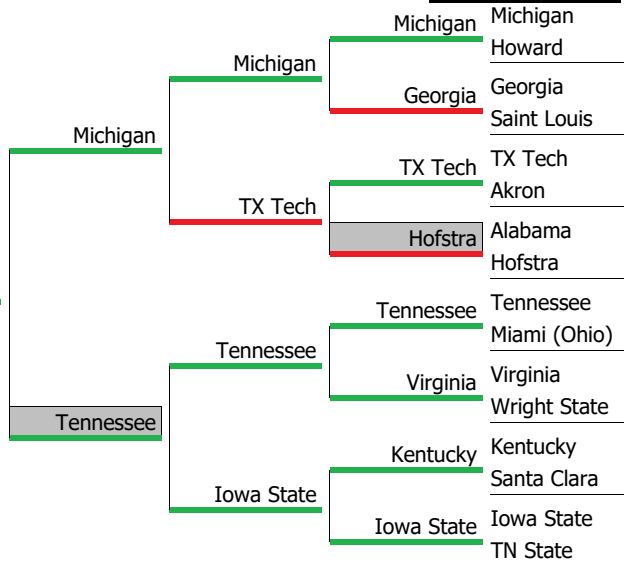 Michigan
Howard
Georgia
Saint Louis
TX Tech
Akron
Alabama
Hofstra
Tennessee
Miami (Ohio)
Virginia
Wright State
Kentucky
Santa Clara
Iowa State
TN State
Michigan
Georgia
TX Tech
Hofstra
Tennessee
Virginia
Kentucky
Iowa State
Michigan
TX Tech
Tennessee
Iowa State
Michigan
Tennessee